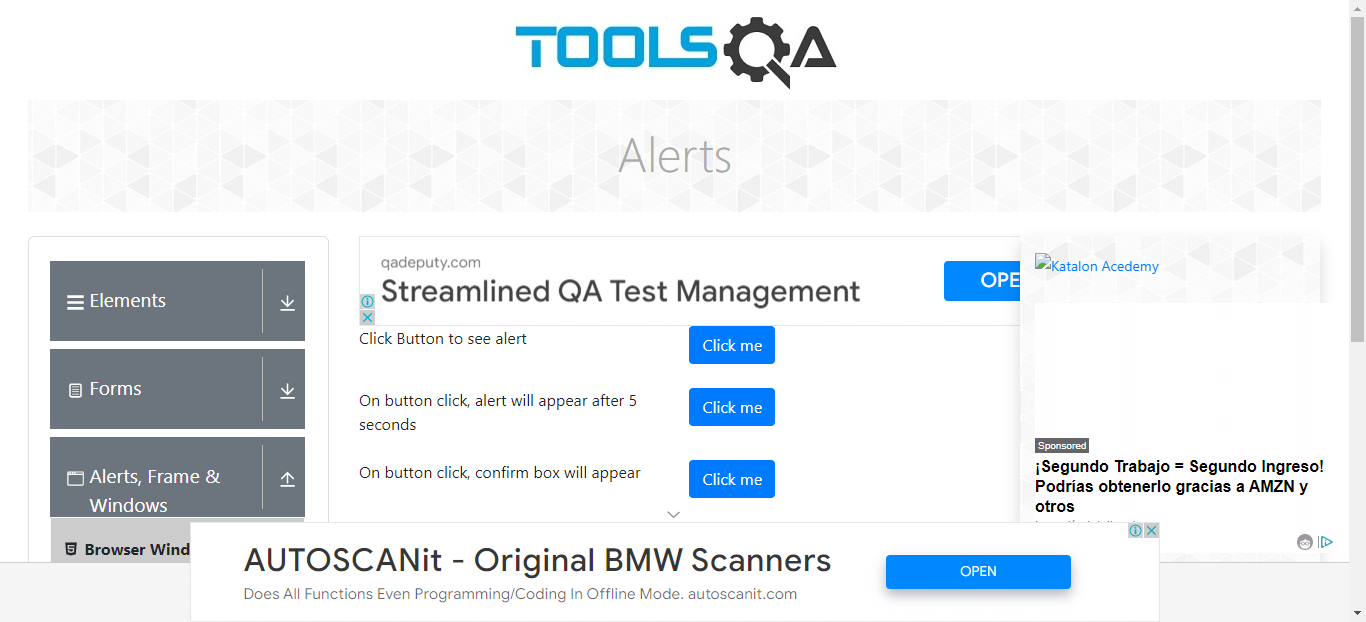 TOOLSQA
Alerts
Elements
Forms
Alerts, Frame &
Windows
Browser Wind
qadeputy.com
Streamlined QA Test Management
OPE
Click Button to see alert
Click me
On button click, alert will appear after 5
seconds
Click me
On button click, confirm box will appear
Click me
Katalon Acedemy
Sponsored
¡Segundo Trabajo = Segundo Ingreso!
Podrías obtenerlo gracias a AMZN y
otros
AUTOSCANit - Original BMW Scanners
Does All Functions Even Programming/Coding In Offline Mode. autoscanit.com
OPEN